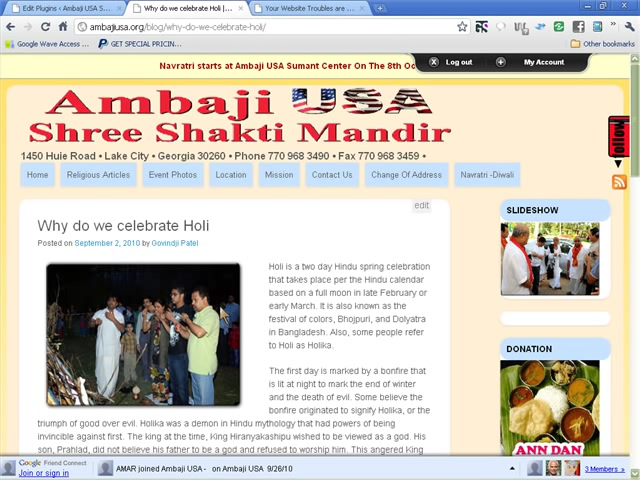 Edit Plugins ‹ Ambaji USA S...
Why do we celebrate Holi |...
Your Website Troubles are ...
ambajiusa.org/blog/why-do-we-celebrate-holi/
Google Wave Access ...
GET SPECIAL PRICIN...
Other bookmarks
Navratri starts at Ambaji USA Sumant Center On The 8th Oc
Log out
My Account
Ambaji USA
Shree Shakti Mandir
1450 Huie Road • Lake City • Georgia 30260 • Phone 770 968 3490 • Fax 770 968 3459 •
follow
Home
Religious Articles
Event Photos
Location
Mission
Contact Us
Change Of Address
Navratri -Diwali
edit
Why do we celebrate Holi
Posted on September 2, 2010 by Govindji Patel
Holi is a two day Hindu spring celebration
that takes place per the Hindu calendar
based on a full moon in late February or
early March. It is also known as the
festival of colors, Bhojpuri, and Dolyatra
in Bangladesh. Also, some people refer
to Holi as Holika.
The first day is marked by a bonfire that
is lit at night to mark the end of winter
and the death of evil. Some believe the
bonfire originated to signify Holika, or the
triumph of good over evil. Holika was a demon in Hindu mythology that had powers of
being invincible against first. The king at the time, King Hiranyakashipu wished to be viewed as a god. His
son, Prahlad, did not believe his father to be a god and refused to worship him. This angered King
SLIDESHOW
DONATION
ANN DAN
Google Friend Connect
Join or sign in
AMAR joined Ambaji USA - on Ambaji USA 9/26/10
3 Members »